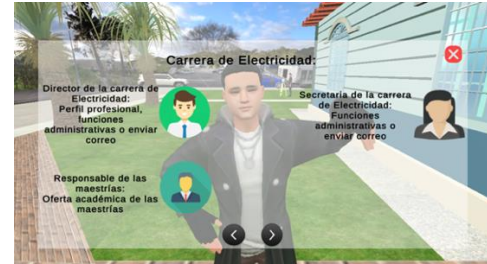 Carrera de Electricidad:
Director de la carrera de
Electricidad:
Perfil profesional,
funciones
administrativas o enviar
correo
Secretaria de la carrera
de Electricidad:
Funciones
administrativas o
enviar correo
Responsable de las
maestrías:
Oferta académica de las
maestrías